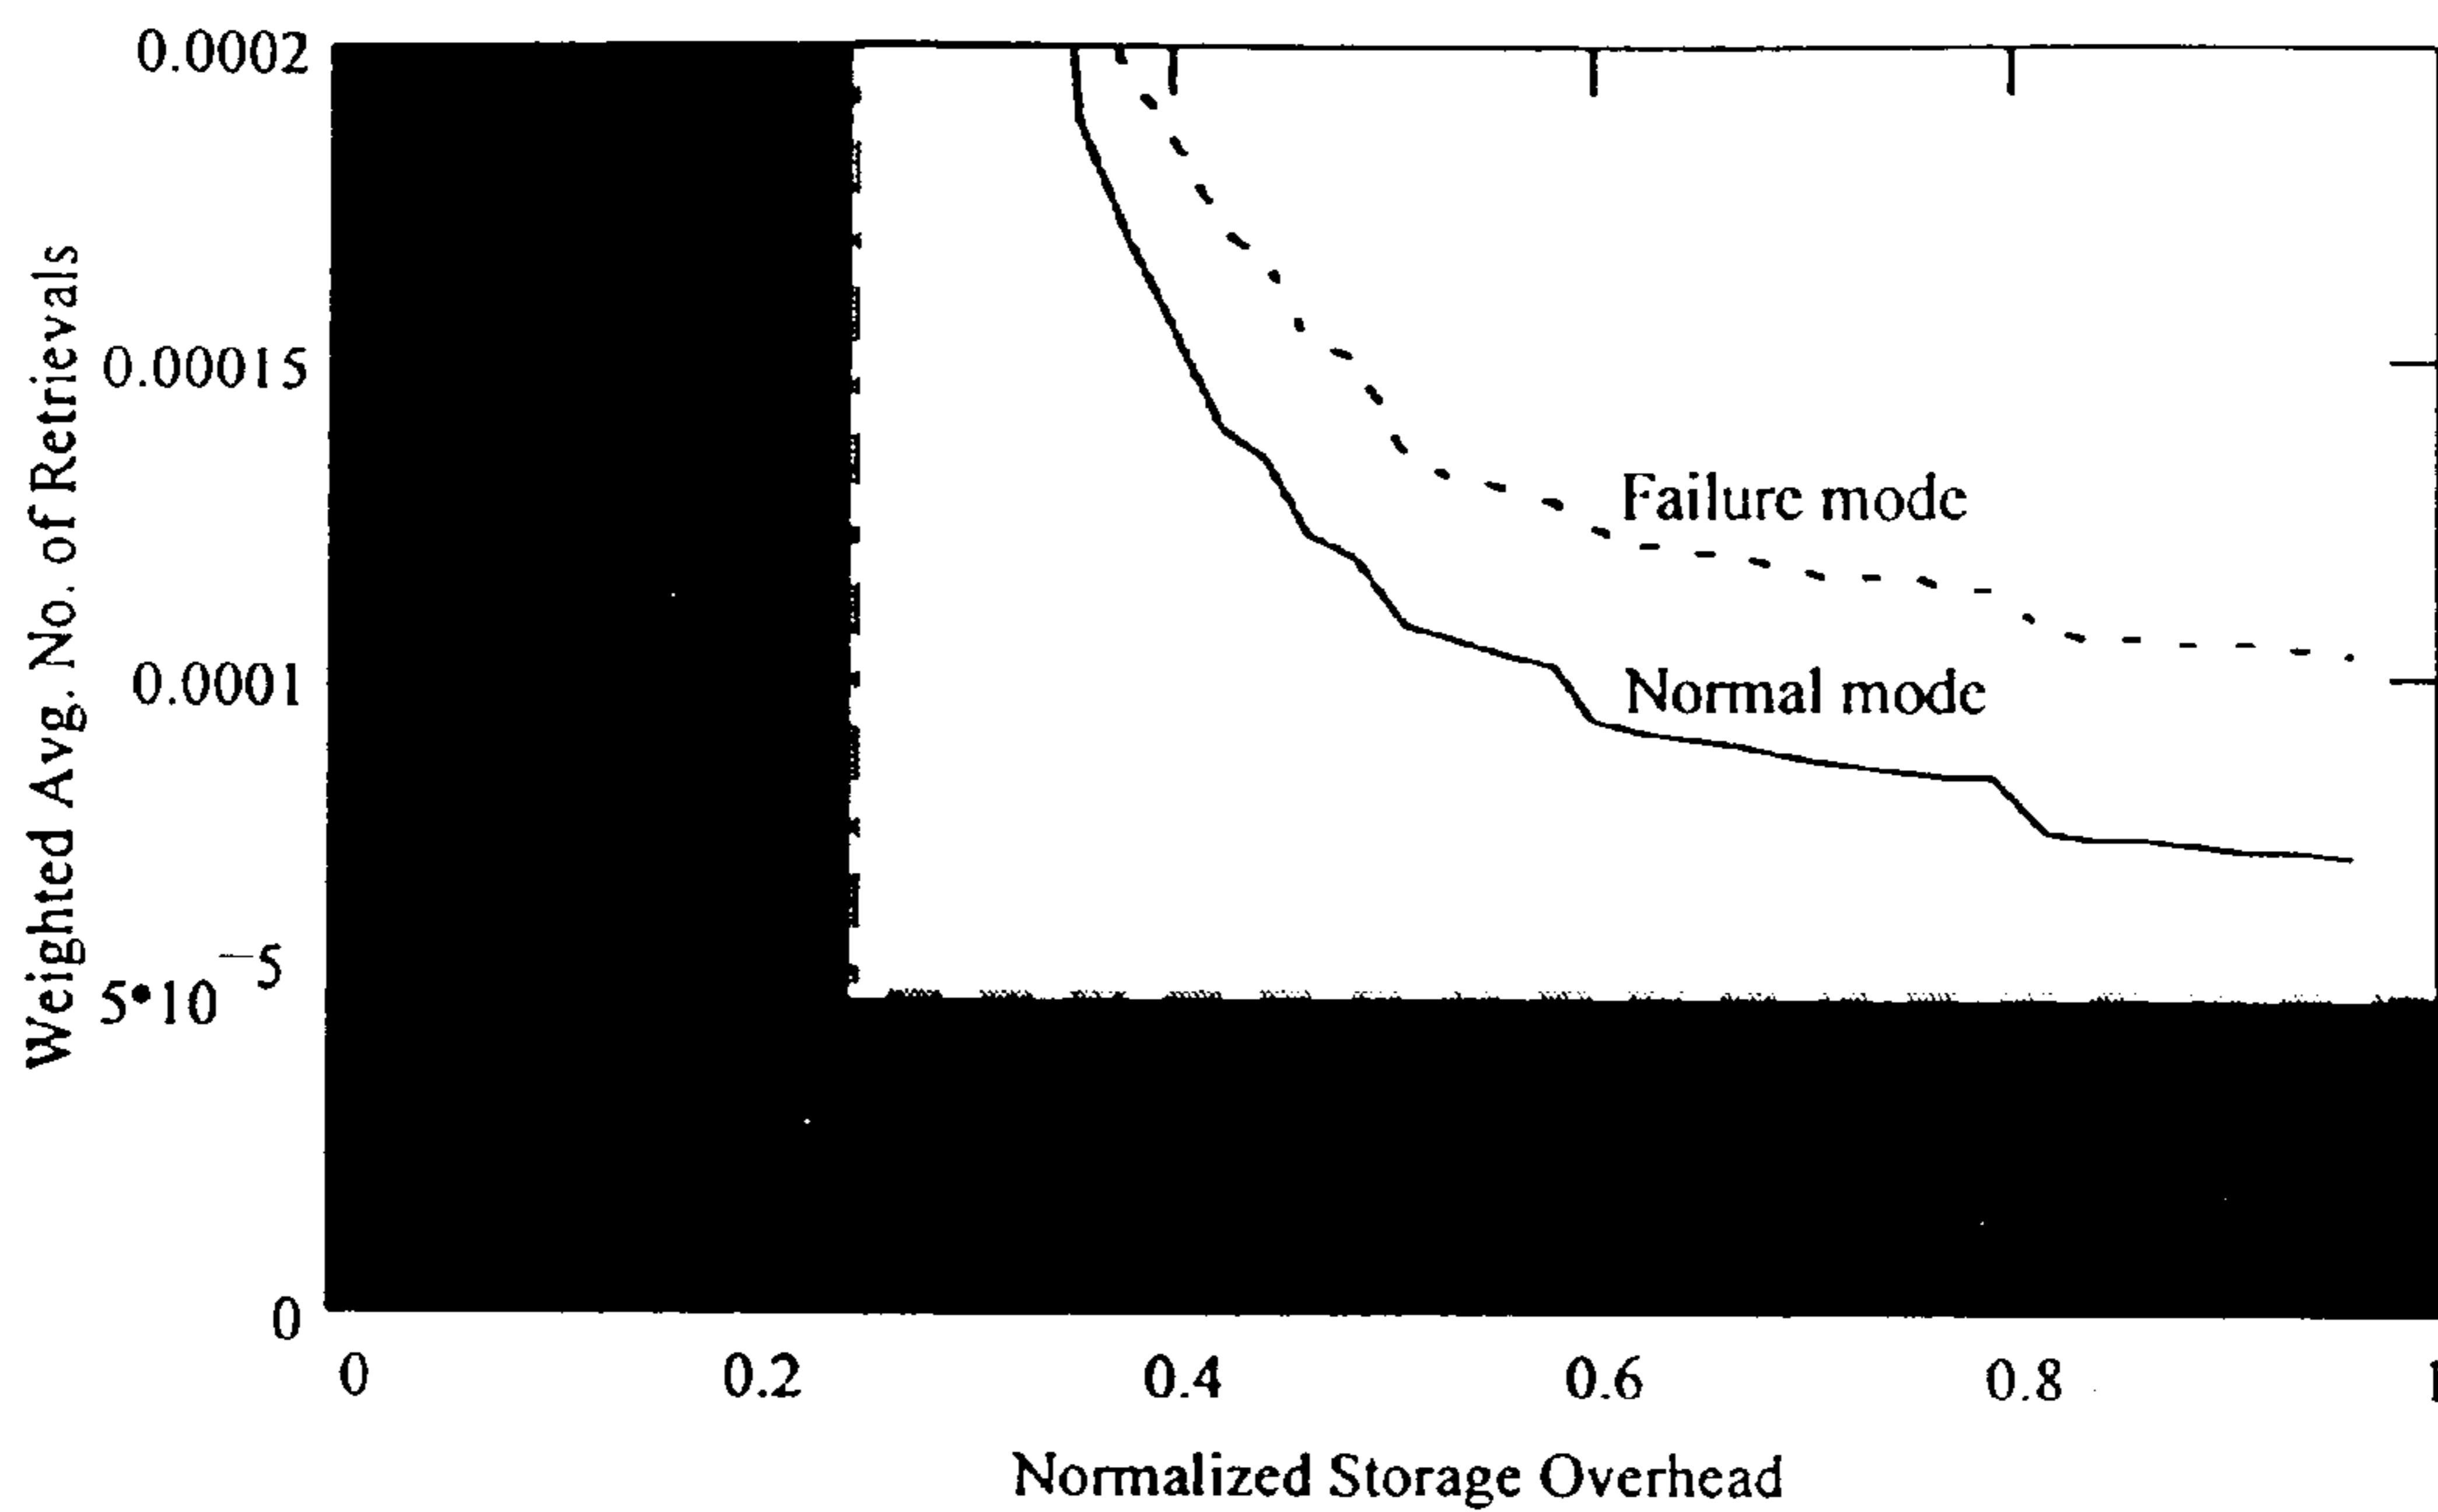 0.0002
0.00015
0.0001
5•10⁻⁵
0
Weighted Avg. No. of Retrievals
Failure mode
Normal mode
0 0.2 0.4 0.6 0.8 1
Normalized Storage Overhead